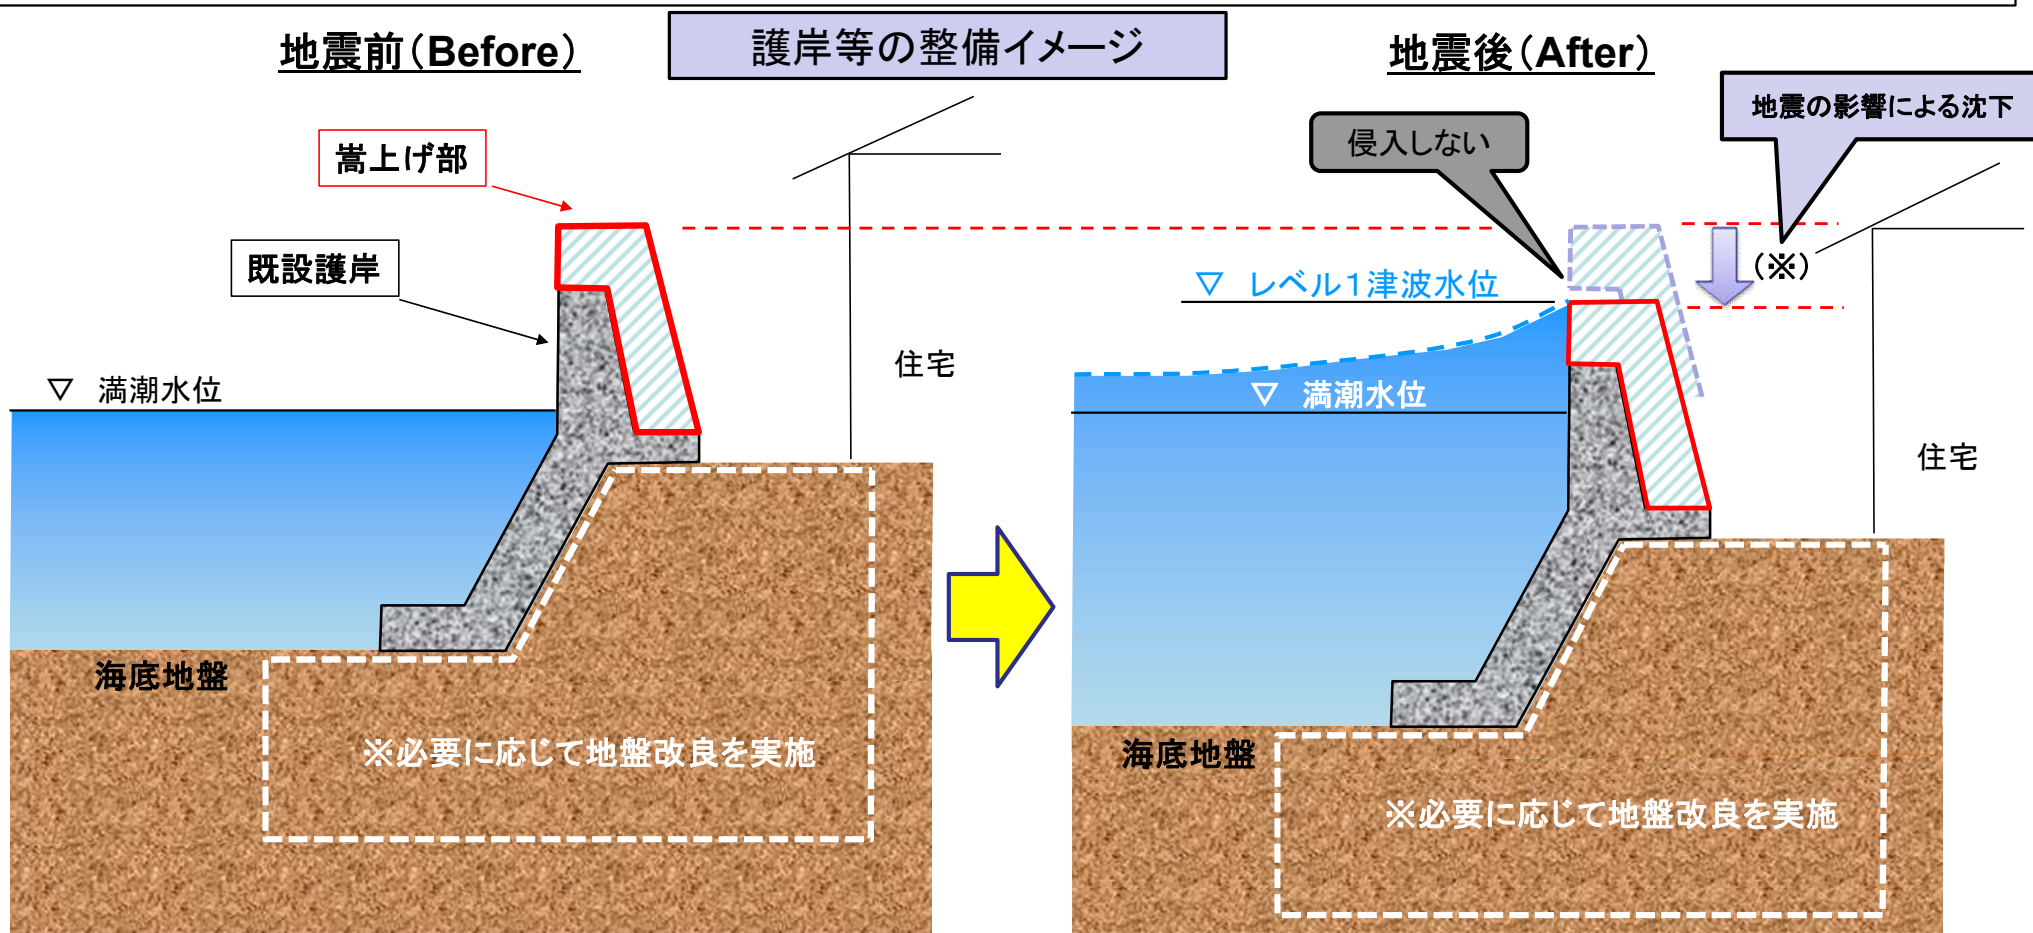 護岸等の整備イメージ
地震前(Before)
嵩上げ部
既設護岸
▽ 満潮水位
住宅
海底地盤
※必要に応じて地盤改良を実施
地震後(After)
地震の影響による沈下
侵入しない
(※)
▽ レベル1津波水位
▽ 満潮水位
住宅
海底地盤
※必要に応じて地盤改良を実施